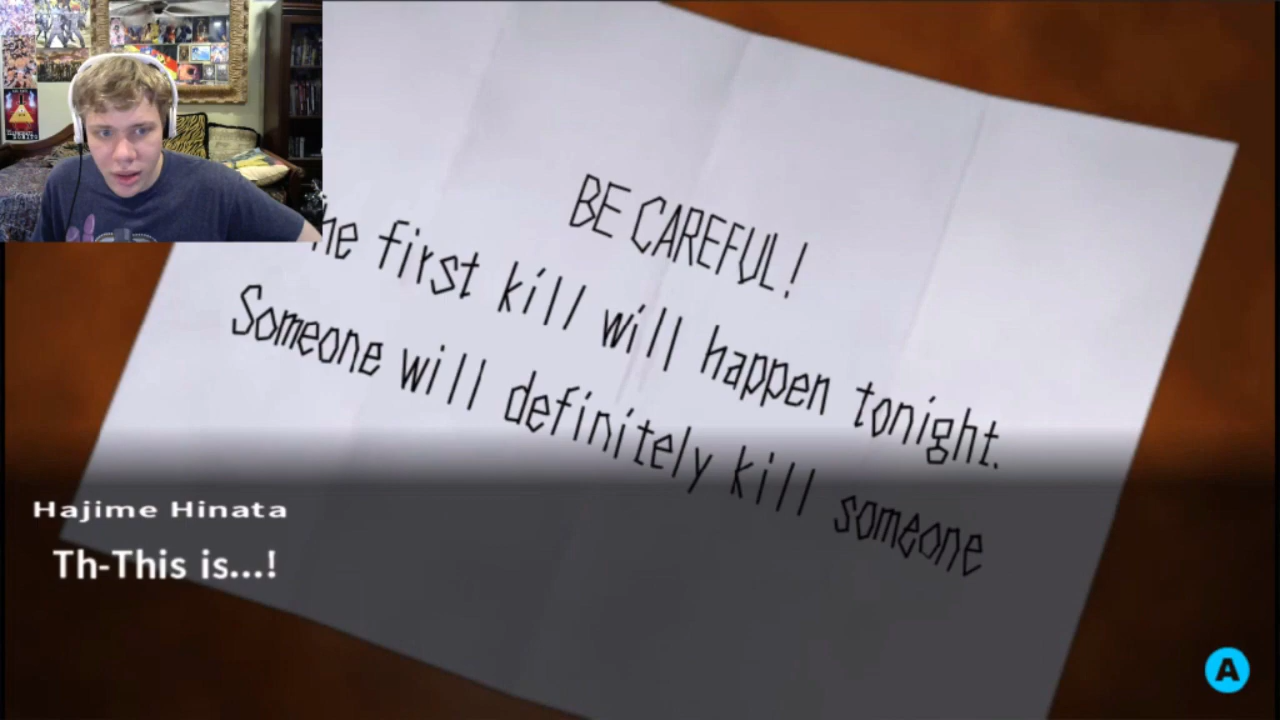 BE CAREFUL!
he first kill will happen tonight.
Someone will definitely kill someone
Hajime Hinata
Th-This is...!
A